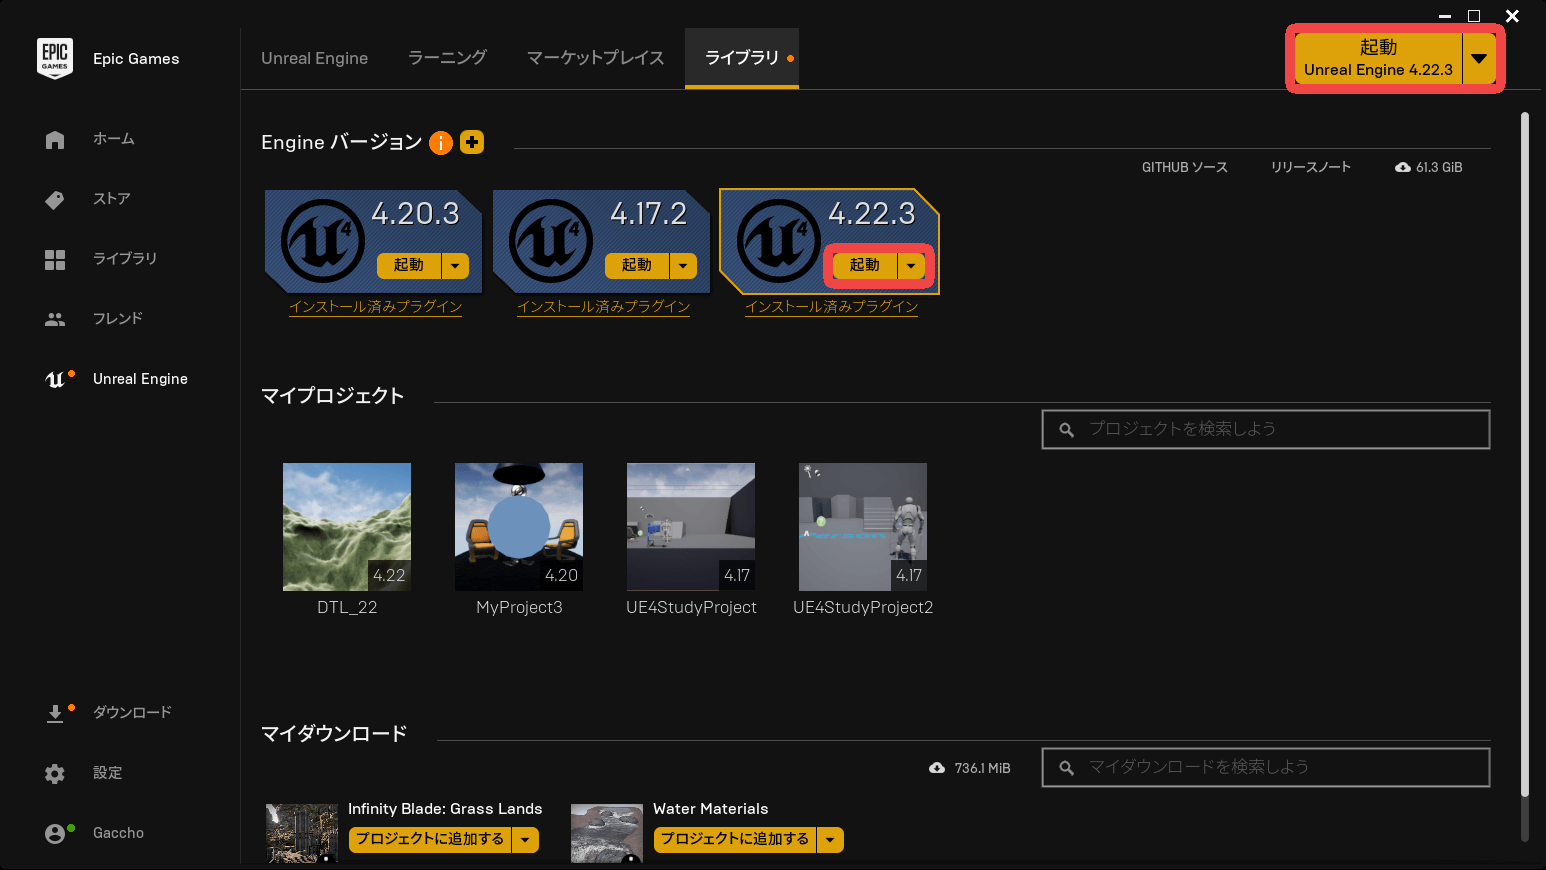 EPIC
GAMES
Epic Games
Unreal Engine
ラーニング
マーケットプレイス
ライブラリ
起動
Unreal Engine 4.22.3
ホーム
ストア
ライブラリ
フレンド
Unreal Engine
ダウンロード
設定
Gaccho
Engine バージョン
GITHUB ソース
リリースノート
61.3 GiB
4
4.20.3
起動
インストール済みプラグイン
4
4.17.2
起動
インストール済みプラグイン
4
4.22.3
起動
インストール済みプラグイン
マイプロジェクト
プロジェクトを検索しよう
4.22
DTL_22
4.20
MyProject3
4.17
UE4StudyProject
4.17
UE4StudyProject2
マイダウンロード
736.1 MiB
マイダウンロードを検索しよう
Infinity Blade: Grass Lands
プロジェクトに追加する
Water Materials
プロジェクトに追加する